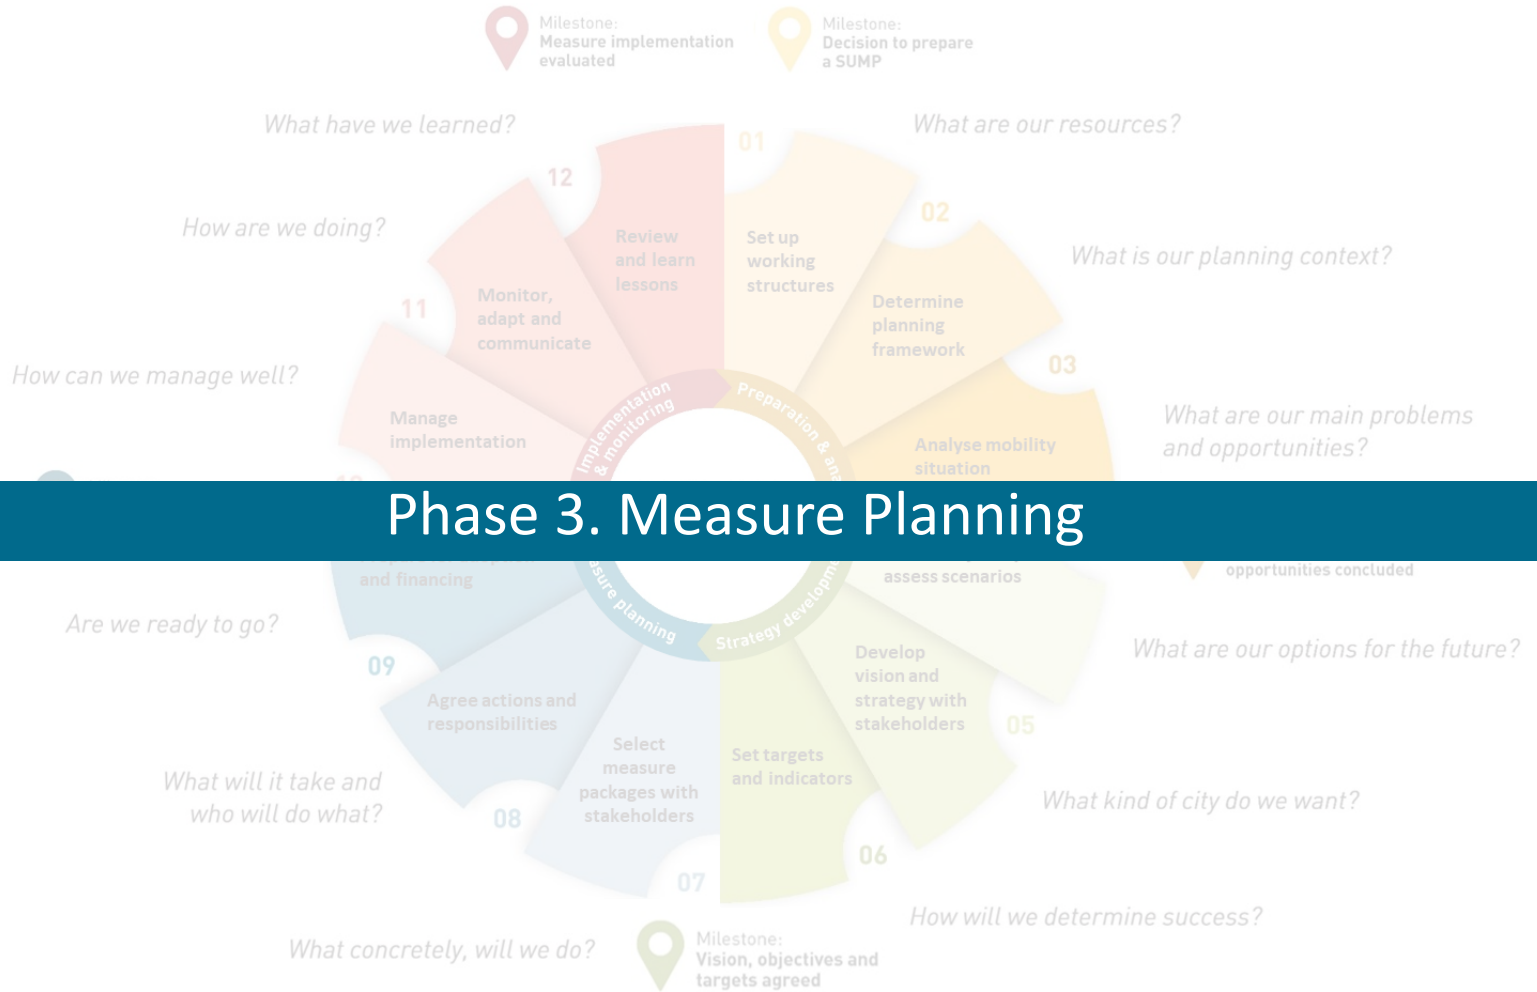 Milestone:
Measure implementation
evaluated
Milestone:
Decision to prepare
a SUMP
What have we learned?
What are our resources?
01
12
How are we doing?
02
What is our planning context?
Review
and learn
lessons
Set up
working
structures
Monitor,
adapt and
communicate
Determine
planning
framework
11
03
How can we manage well?
Implementation
& monitoring
Preparation & ana
What are our main problems
and opportunities?
Manage
implementation
Analyse mobility
situation
Phase 3. Measure Planning
and financing
assess scenarios
opportunities concluded
sure planning
Strategy developm
Are we ready to go?
What are our options for the future?
09
Develop
vision and
strategy with
stakeholders
05
Agree actions and
responsibilities
Select
measure
packages with
stakeholders
Set targets
and indicators
What will it take and
who will do what?
What kind of city do we want?
08
06
07
How will we determine success?
What concretely, will we do?
Milestone:
Vision, objectives and
targets agreed